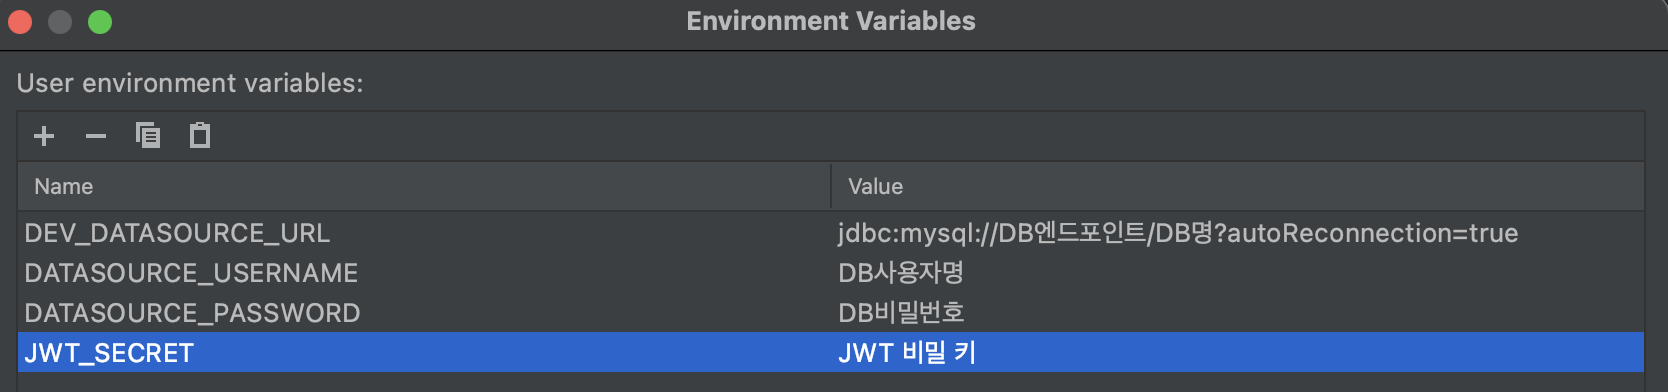 Environment Variables
User environment variables:
Name Value
DEV_DATASOURCE_URL jdbc:mysql://DB엔드포인트/DB명?autoReconnection=true
DATASOURCE_USERNAME DB사용자명
DATASOURCE_PASSWORD DB비밀번호
JWT_SECRET JWT 비밀 키